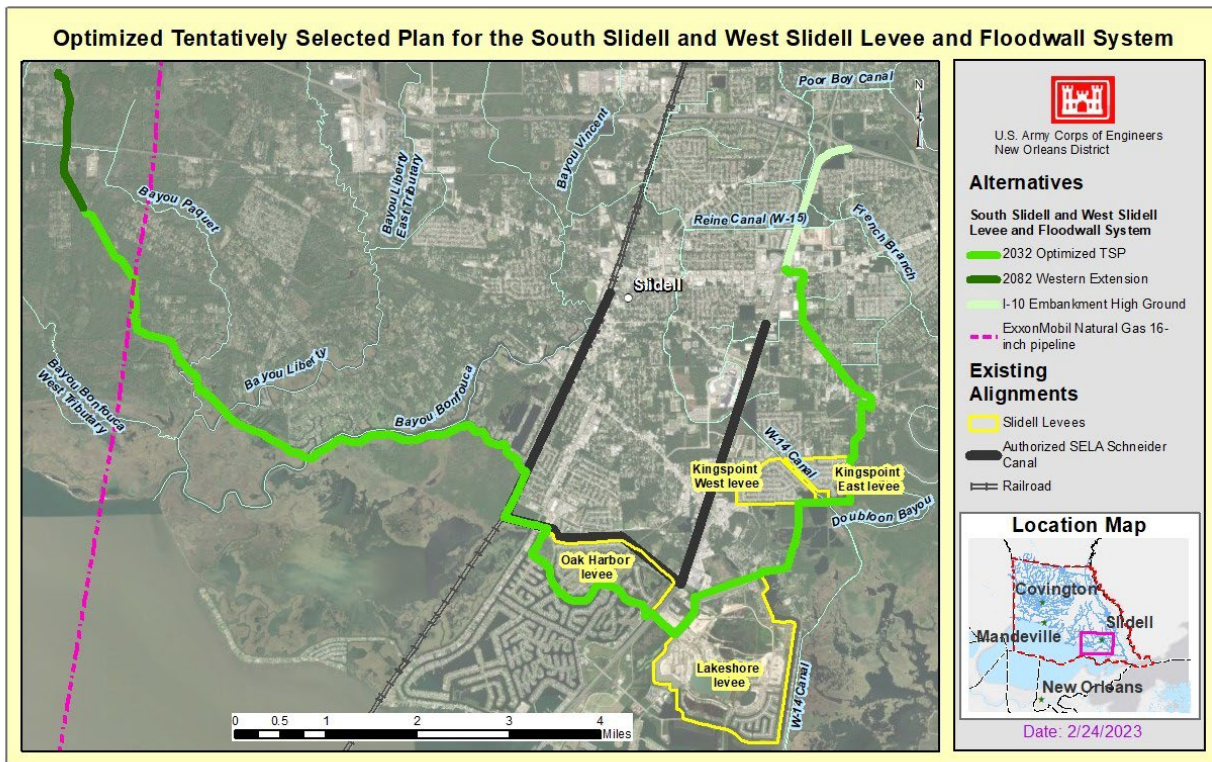 Optimized Tentatively Selected Plan for the South Slidell and West Slidell Levee and Floodwall System
Poor Boy Canal
N
Bayou Vincent
Bayou Liberty
East Tributary
Bayou Paquet
Reine Canal (W-15)
French Branch
Slidell
Bayou Liberty
Bayou Bonfouca
West Tributary
Bayou Bonfouca
W-14 Canal
Kingspoint
West levee
Kingspoint
East levee
Doubloon Bayou
Oak Harbor
levee
Lakeshore
levee
W-14 Canal
0 0.5 1 2 3 4
Miles
U.S. Army Corps of Engineers
New Orleans District
Alternatives
South Slidell and West Slidell
Levee and Floodwall System
2032 Optimized TSP
2082 Western Extension
I-10 Embankment High Ground
ExxonMobil Natural Gas 16-
inch pipeline
Existing
Alignments
Slidell Levees
Authorized SELA Schneider
Canal
Railroad
Location Map
Covington
Slidell
Mandeville
New Orleans
Date: 2/24/2023